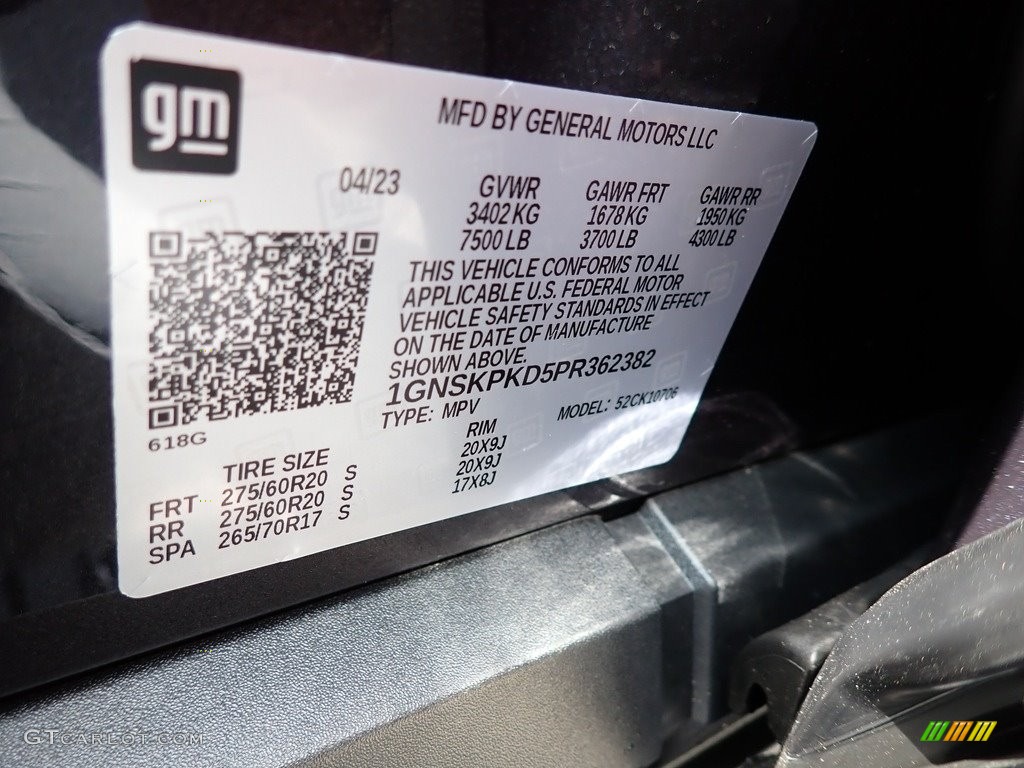 gm
MFD BY GENERAL MOTORS LLC
04/23
GVWR GAWR FRT GAWR RR
3402 KG 1678 KG 1950 KG
7500 LB 3700 LB 4300 LB
THIS VEHICLE CONFORMS TO ALL
APPLICABLE U.S. FEDERAL MOTOR
VEHICLE SAFETY STANDARDS IN EFFECT
ON THE DATE OF MANUFACTURE
SHOWN ABOVE.
1GNSKPKD5PR362382
TYPE: MPV MODEL: 52CK10706
618G
TIRE SIZE RIM
FRT 275/60R20 S 20X9J
RR 275/60R20 S 20X9J
SPA 265/70R17 S 17X8J
GTCARLOT.COM